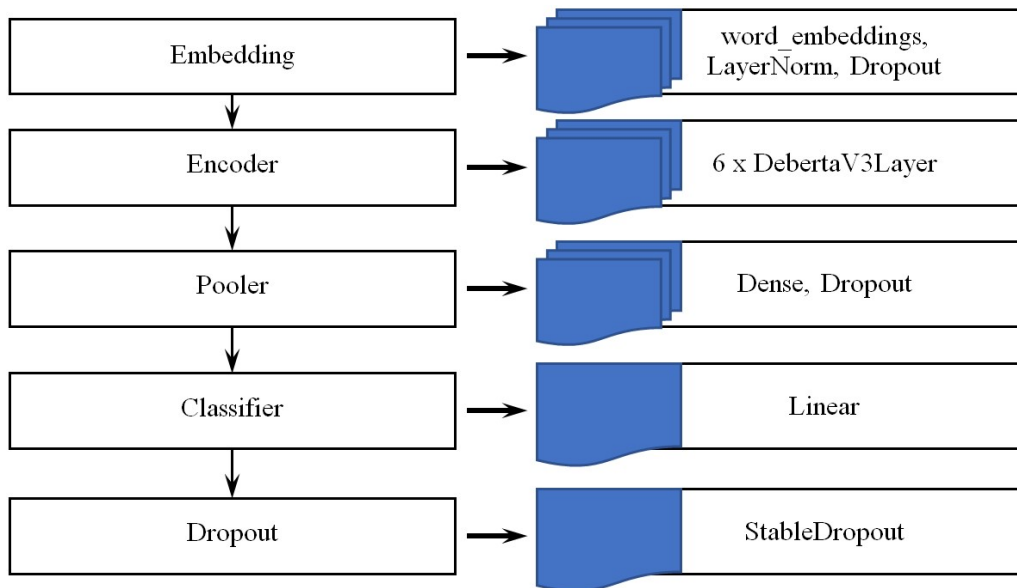 Embedding
word_embeddings,
LayerNorm, Dropout
Encoder
6 x DebertaV3Layer
Pooler
Dense, Dropout
Classifier
Linear
Dropout
StableDropout